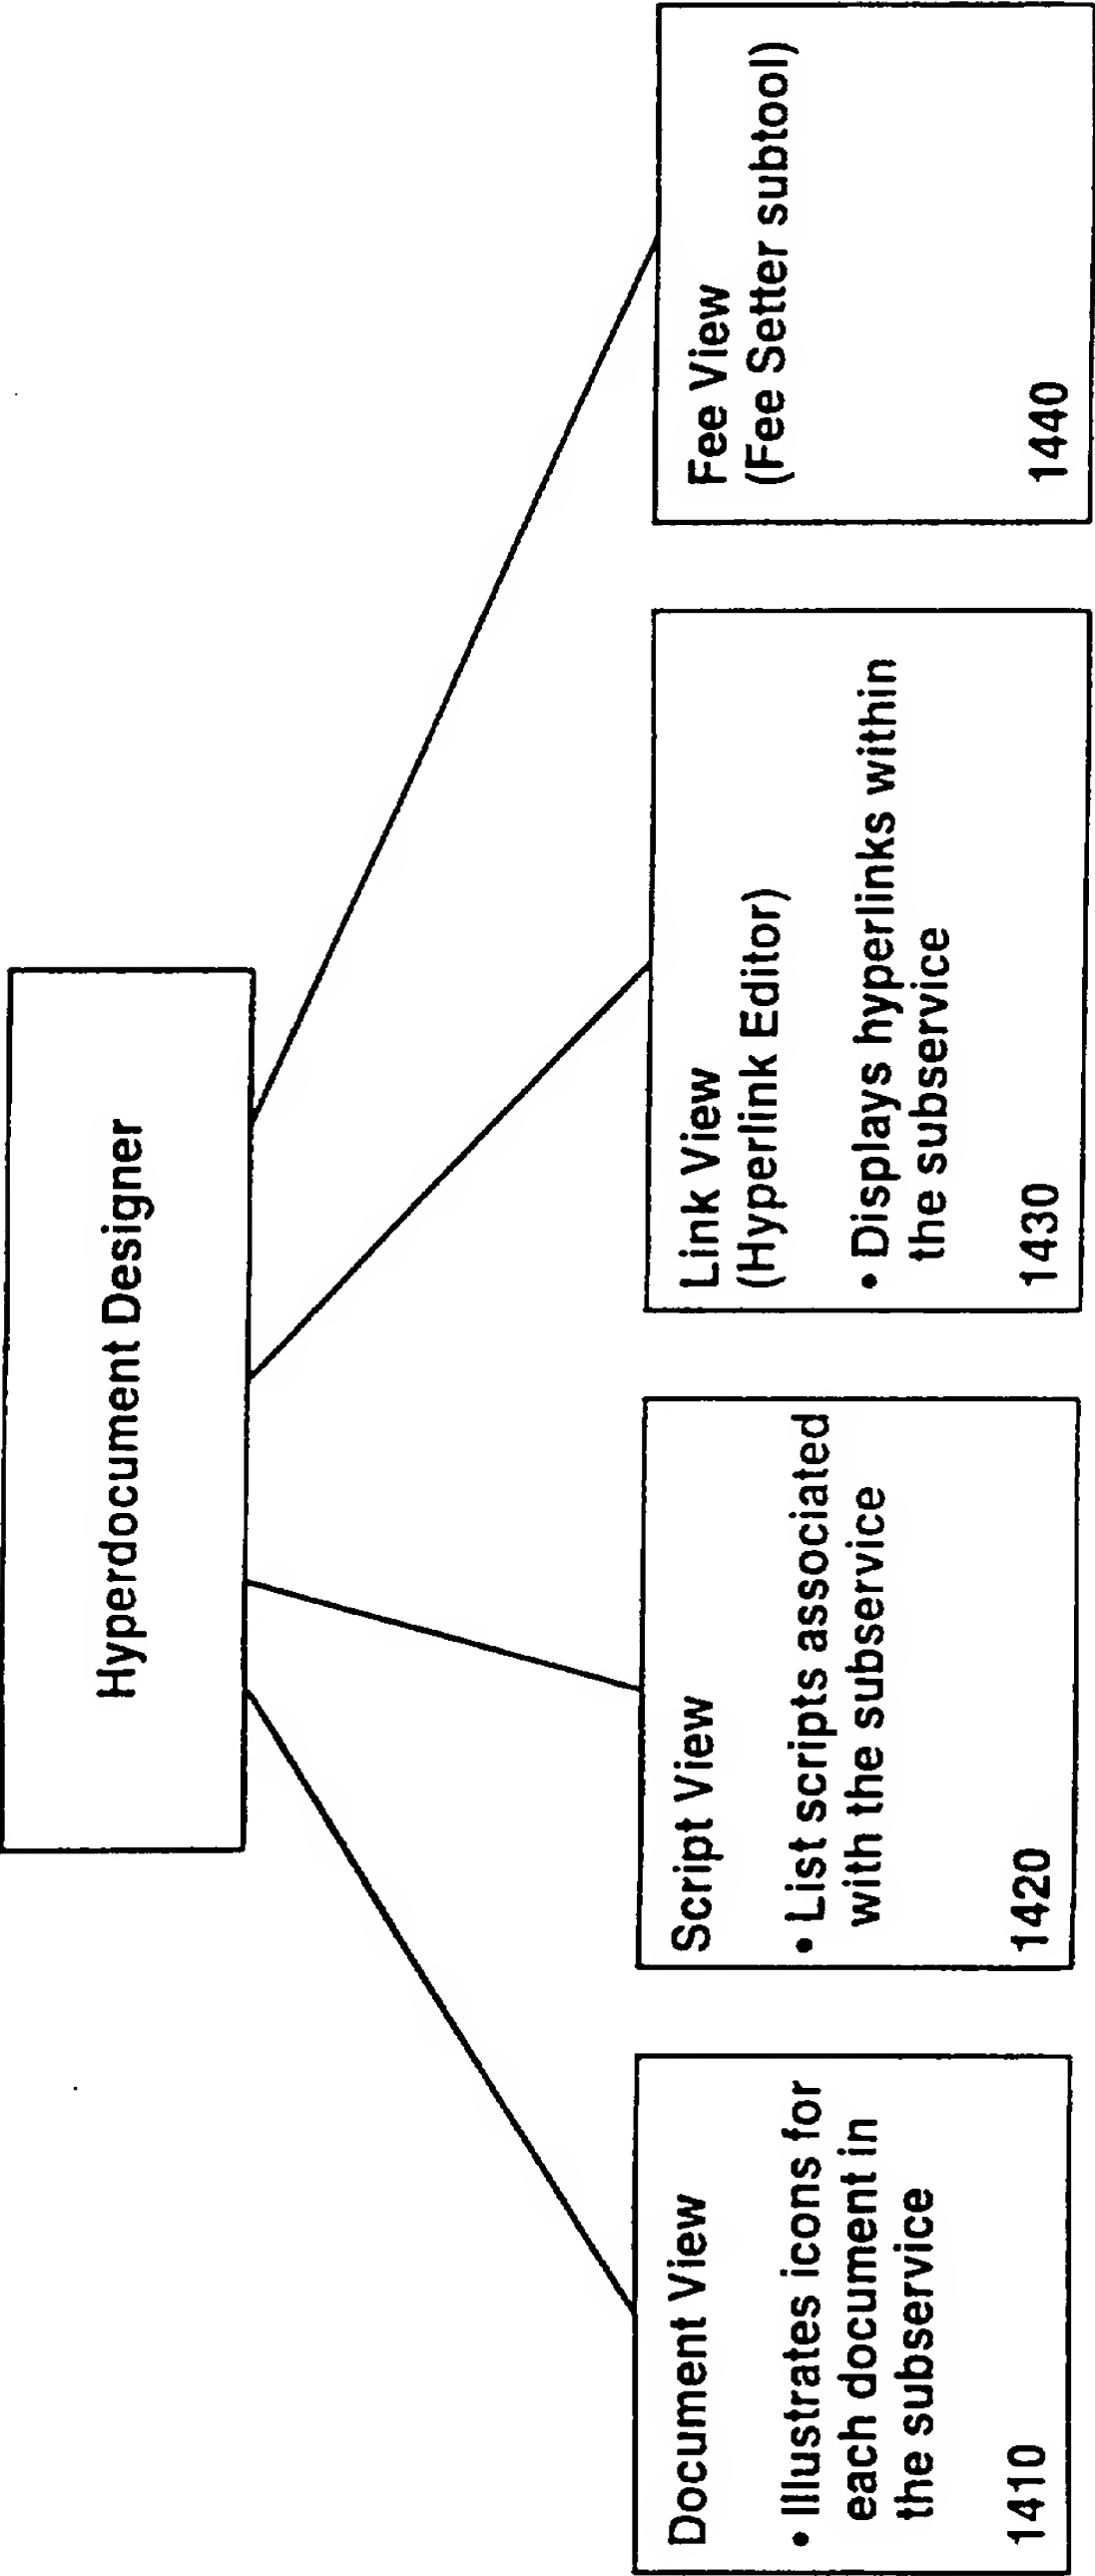 Hyperdocument Designer
Document View
• Illustrates icons for
each document in
the subservice
1410
Script View
• List scripts associated
with the subservice
1420
Link View
(Hyperlink Editor)
• Displays hyperlinks within
the subservice
1430
Fee View
(Fee Setter subtool)
1440